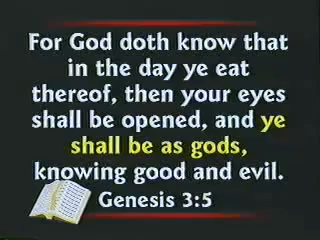 For God doth know that
in the day ye eat
thereof, then your eyes
shall be opened, and ye
shall be as gods,
knowing good and evil.
Genesis 3:5